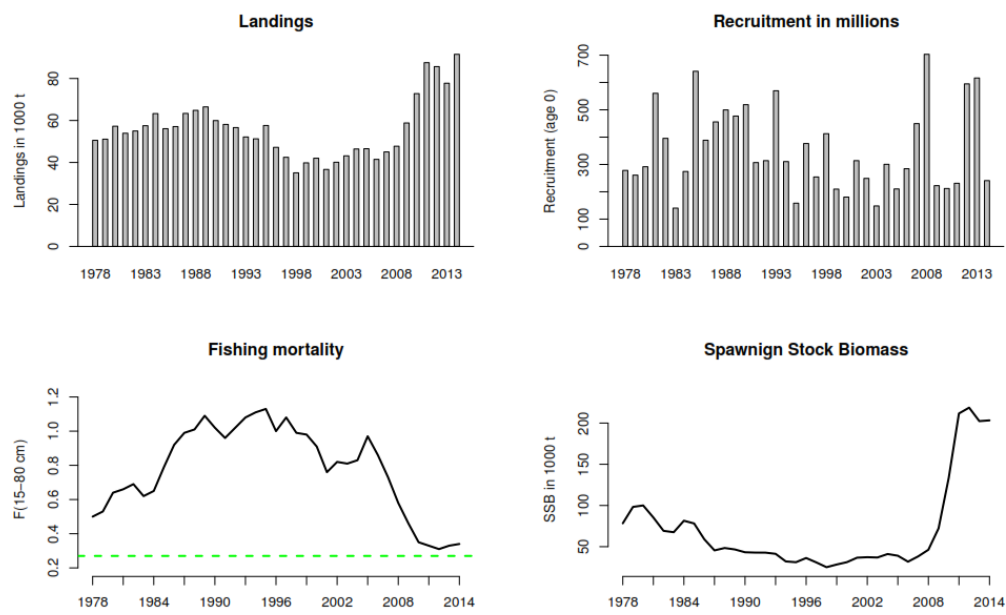 Landings
Landings in 1000 t
80
60
40
20
0
1978 1983 1988 1993 1998 2003 2008 2013
Recruitment in millions
Recruitment (age 0)
700
500
300
100
0
1978 1983 1988 1993 1998 2003 2008 2013
Fishing mortality
F(15−80 cm)
1.2
1.0
0.8
0.6
0.4
0.2
1978 1984 1990 1996 2002 2008 2014
Spawnign Stock Biomass
SSB in 1000 t
200
150
100
50
1978 1984 1990 1996 2002 2008 2014